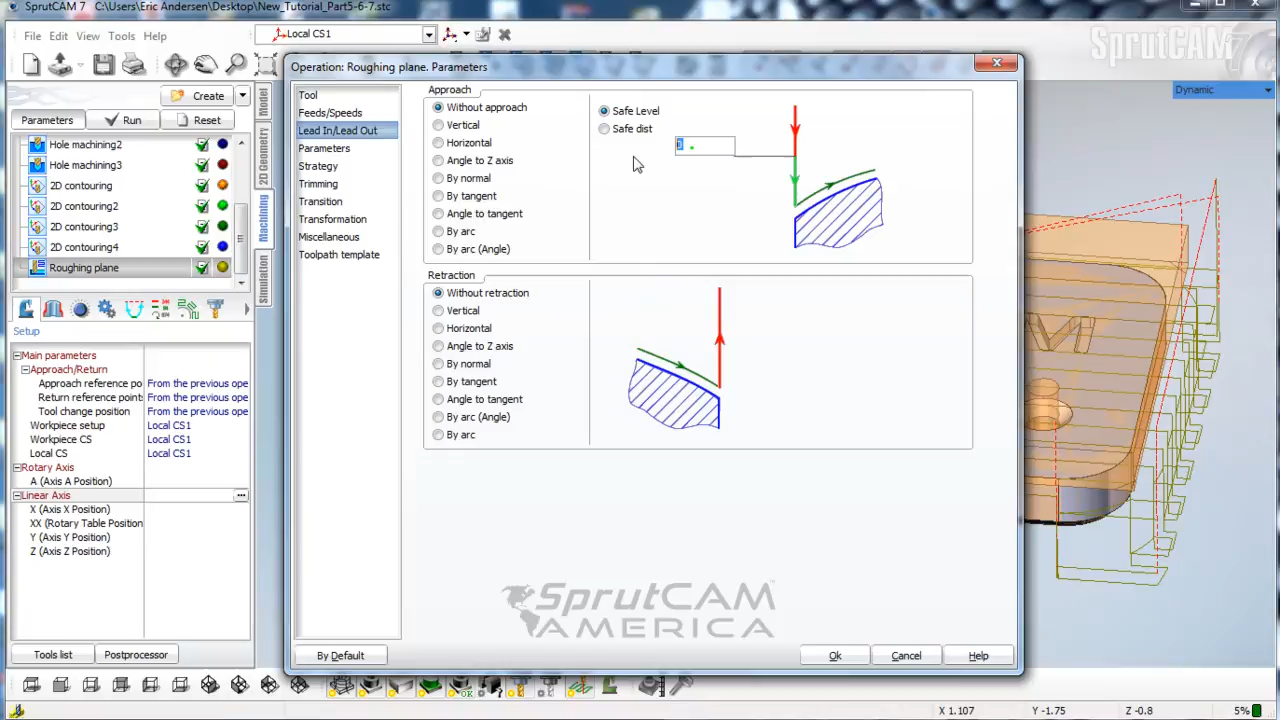 SprutCAM 7 C:\Users\Eric Andersen\Desktop\New_Tutorial_Part5-6-7.stc
File Edit View Tools Help
Local CS1
SprutCAM 7
Dynamic
Create
Parameters Run Reset
Hole machining2
Hole machining3
2D contouring
2D contouring2
2D contouring3
2D contouring4
Roughing plane
Model
2D Geometry
Machining
Simulation
Setup
Main parameters
Approach/Return
Approach reference po From the previous ope
Return reference point From the previous ope
Tool change position From the previous ope
Workpiece setup Local CS1
Workpiece CS Local CS1
Local CS Local CS1
Rotary Axis
A (Axis A Position)
Linear Axis ...
X (Axis X Position)
XX (Rotary Table Position
Y (Axis Y Position)
Z (Axis Z Position)
Tools list Postprocessor
Operation: Roughing plane. Parameters
Tool
Feeds/Speeds
Lead In/Lead Out
Parameters
Strategy
Trimming
Transition
Transformation
Miscellaneous
Toolpath template
Approach
Without approach
Vertical
Horizontal
Angle to Z axis
By normal
By tangent
Angle to tangent
By arc
By arc (Angle)
Safe Level
Safe dist
Retraction
Without retraction
Vertical
Horizontal
Angle to Z axis
By normal
By tangent
Angle to tangent
By arc (Angle)
By arc
SprutCAM™
AMERICA
By Default Ok Cancel Help
OK
X 1.107 Y -1.75 Z -0.8 5%